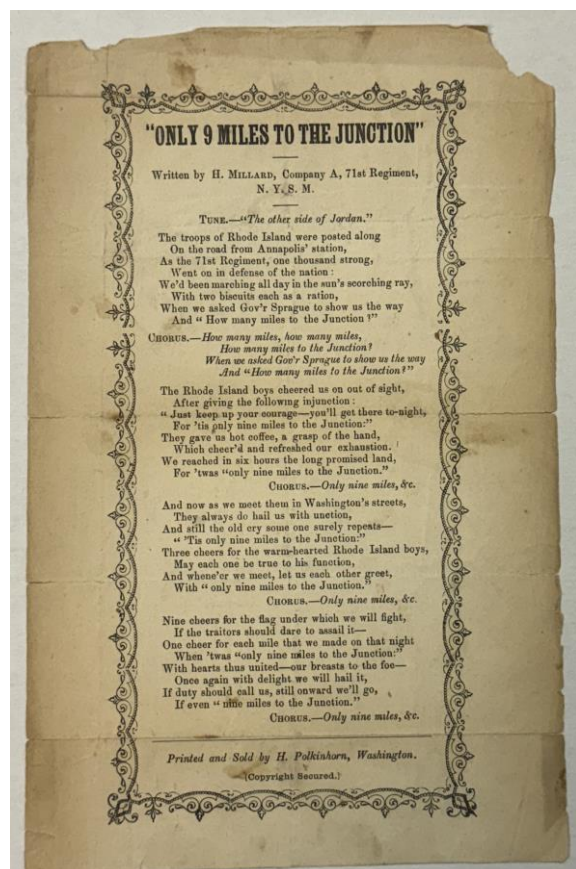 "ONLY 9 MILES TO THE JUNCTION"
Written by H. MILLARD, Company A, 71st Regiment,
N. Y. S. M.
TUNE.—"The other side of Jordan."
The troops of Rhode Island were posted along
On the road from Annapolis' station,
As the 71st Regiment, one thousand strong,
Went on in defense of the nation:
We'd been marching all day in the sun's scorching ray,
With two biscuits each as a ration,
When we asked Gov'r Sprague to show us the way
And "How many miles to the Junction?"
CHORUS.—How many miles, how many miles,
How many miles to the Junction?
When we asked Gov'r Sprague to show us the way
And "How many miles to the Junction?"
The Rhode Island boys cheered us on out of sight,
After giving the following injunction:
"Just keep up your courage—you'll get there to-night,
For 'tis only nine miles to the Junction:"
They gave us hot coffee, a grasp of the hand,
Which cheer'd and refreshed our exhaustion.
We reached in six hours the long promised land,
For 'twas "only nine miles to the Junction."
CHORUS.—Only nine miles, &c.
And now as we meet them in Washington's streets,
They always do hail us with unction,
And still the old cry some one surely repeats—
"'Tis only nine miles to the Junction:"
Three cheers for the warm-hearted Rhode Island boys,
May each one be true to his function,
And whene'er we meet, let us each other greet,
With "only nine miles to the Junction."
CHORUS.—Only nine miles, &c.
Nine cheers for the flag under which we will fight,
If the traitors should dare to assail it—
One cheer for each mile that we made on that night
When 'twas "only nine miles to the Junction:"
With hearts thus united—our breasts to the foe—
Once again with delight we will hail it,
If duty should call us, still onward we'll go,
If even "nine miles to the Junction."
CHORUS.—Only nine miles, &c.
Printed and Sold by H. Polkinhorn, Washington.
(Copyright Secured.)